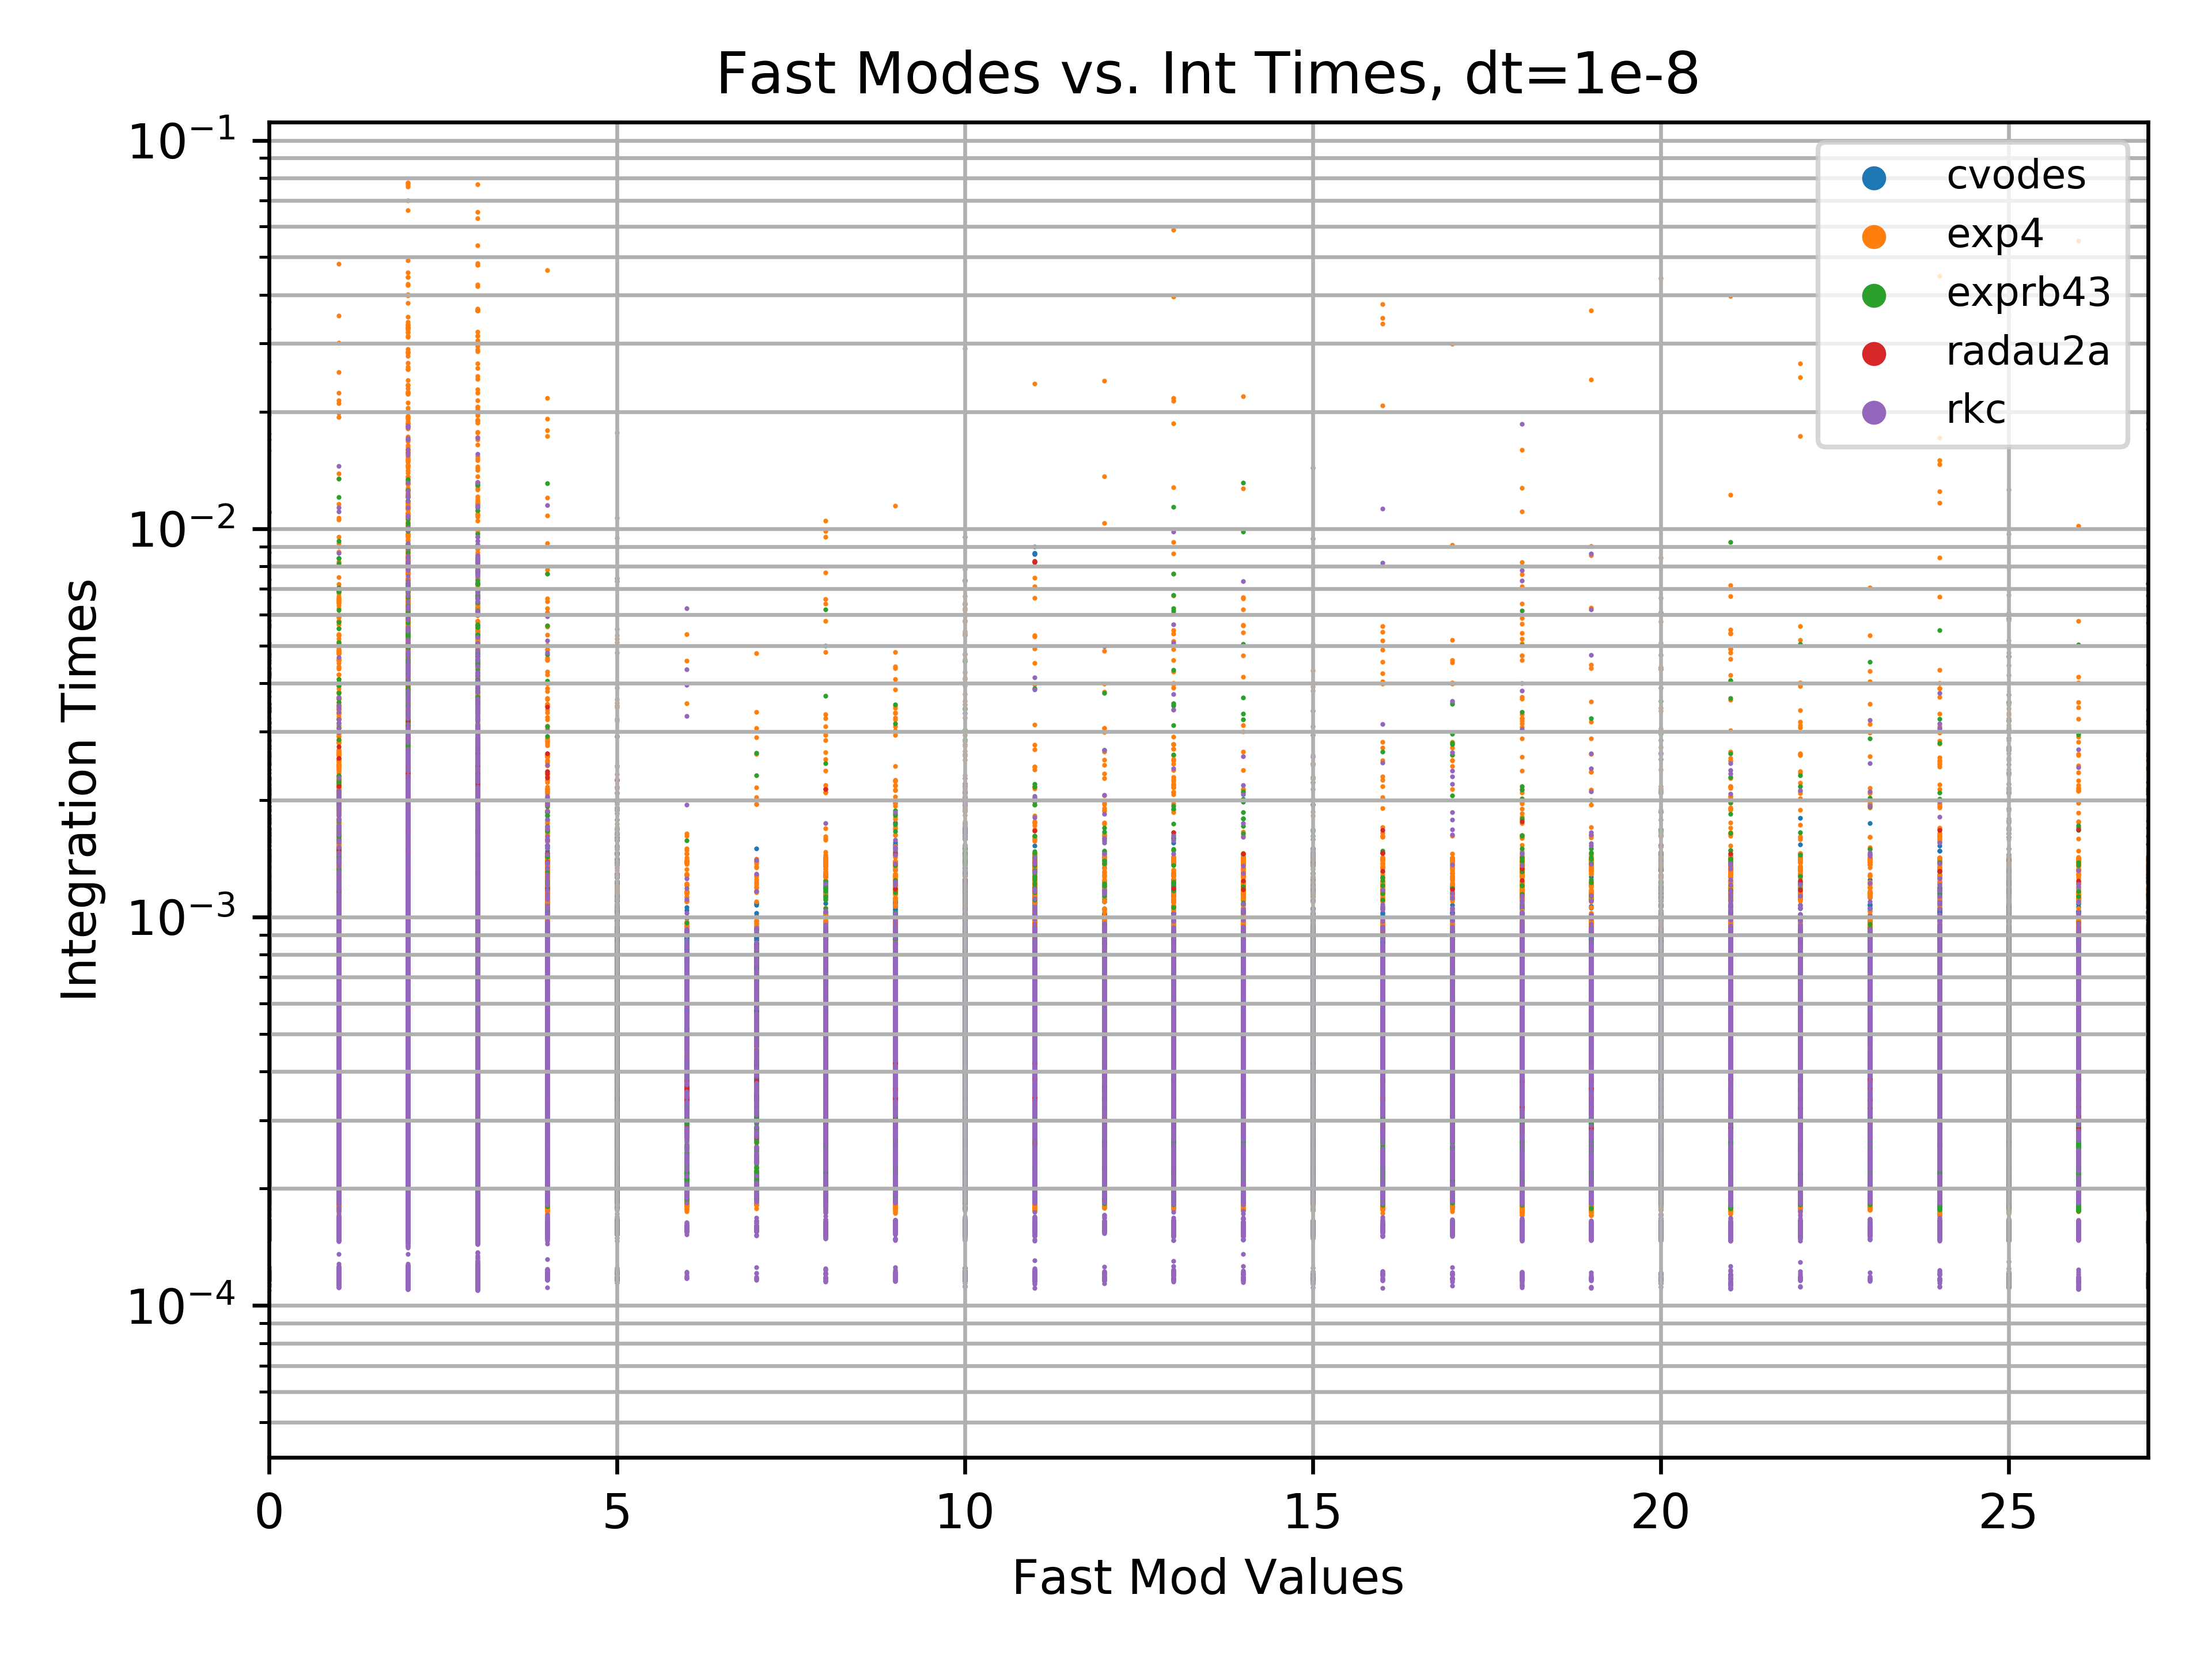 Fast Modes vs. Int Times, dt=1e-8
Integration Times
10⁻¹
10⁻²
10⁻³
10⁻⁴
cvodes
exp4
exprb43
radau2a
rkc
0 5 10 15 20 25
Fast Mod Values